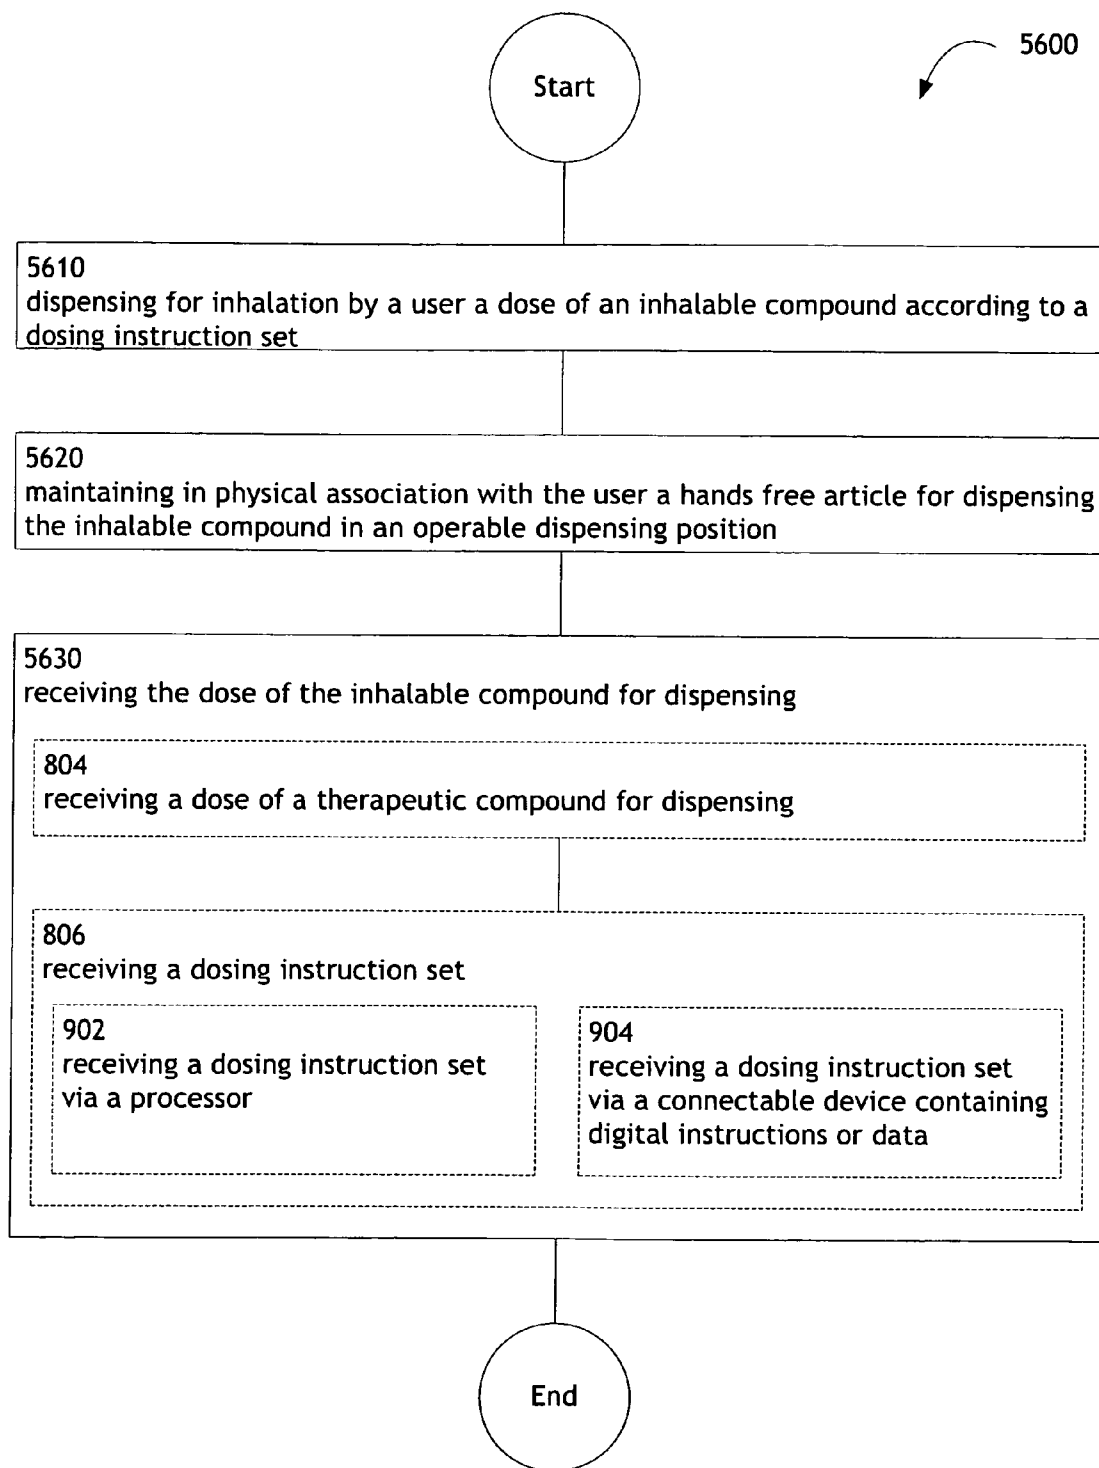 Start
5600
5610
dispensing for inhalation by a user a dose of an inhalable compound according to a
dosing instruction set
5620
maintaining in physical association with the user a hands free article for dispensing
the inhalable compound in an operable dispensing position
5630
receiving the dose of the inhalable compound for dispensing
804
receiving a dose of a therapeutic compound for dispensing
806
receiving a dosing instruction set
902
receiving a dosing instruction set
via a processor
904
receiving a dosing instruction set
via a connectable device containing
digital instructions or data
End